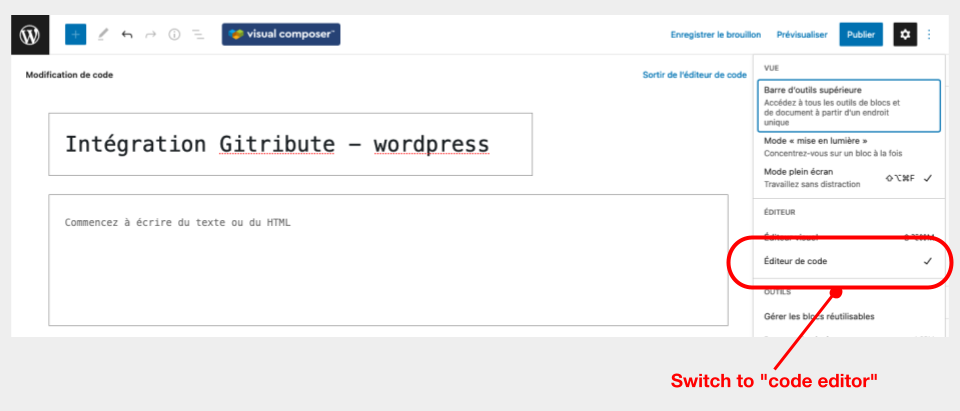 visual composer
Enregistrer le brouillon
Prévisualiser
Publier
Modification de code
Sortir de l'éditeur de code
VUE
Barre d'outils supérieure
Accédez à tous les outils de blocs et
de document à partir d'un endroit
unique
Mode « mise en lumière »
Concentrez-vous sur un bloc à la fois
Mode plein écran
⇧⌥⌘F
Travaillez sans distraction
Intégration Gitribute – wordpress
Commencez à écrire du texte ou du HTML
ÉDITEUR
Éditeur visuel
Éditeur de code
OUTILS
Gérer les blocs réutilisables
Switch to "code editor"